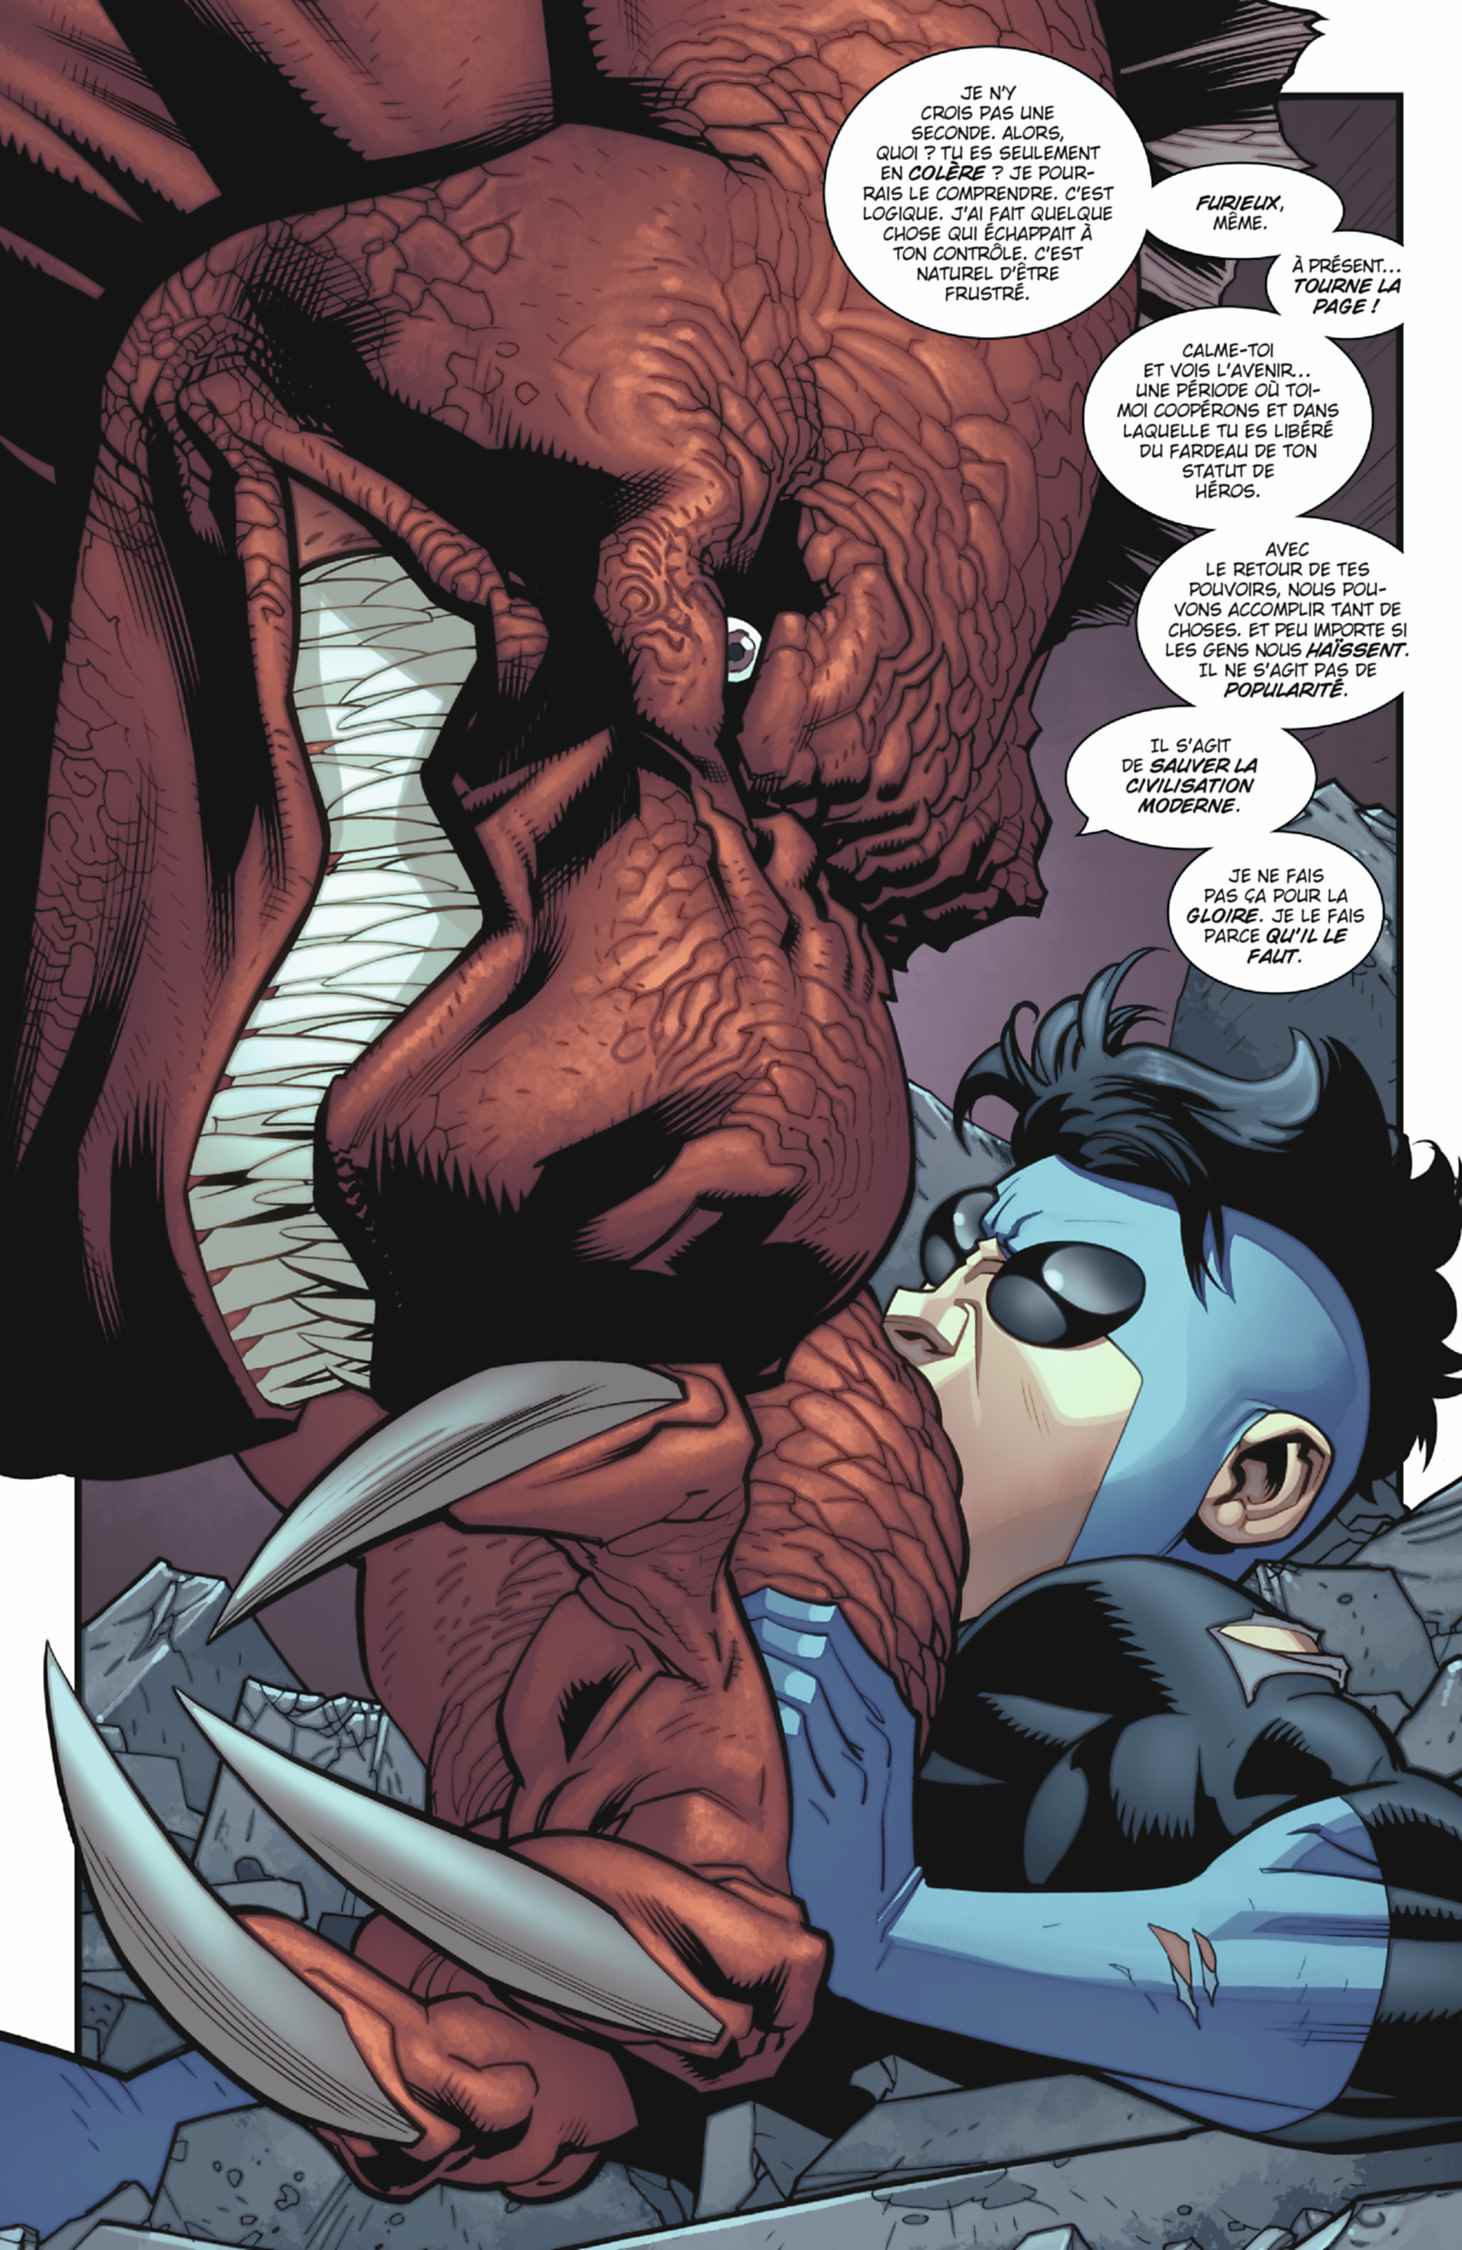 JE N'Y
CROIS PAS UNE
SECONDE. ALORS,
QUOI ? TU ES SEULEMENT
EN COLÈRE ? JE POUR-
RAIS LE COMPRENDRE. C'EST
LOGIQUE. J'AI FAIT QUELQUE
CHOSE QUI ÉCHAPPAIT À
TON CONTRÔLE. C'EST
NATUREL D'ÊTRE
FRUSTRÉ.
FURIEUX,
MÊME.
À PRÉSENT...
TOURNE LA
PAGE !
CALME-TOI
ET VOIS L'AVENIR...
UNE PÉRIODE OÙ TOI-
MOI COOPÉRONS ET DANS
LAQUELLE TU ES LIBÉRÉ
DU FARDEAU DE TON
STATUT DE
HÉROS.
AVEC
LE RETOUR DE TES
POUVOIRS, NOUS POU-
VONS ACCOMPLIR TANT DE
CHOSES. ET PEU IMPORTE SI
LES GENS NOUS HAÏSSENT.
IL NE S'AGIT PAS DE
POPULARITÉ.
IL S'AGIT
DE SAUVER LA
CIVILISATION
MODERNE.
JE NE FAIS
PAS ÇA POUR LA
GLOIRE. JE LE FAIS
PARCE QU'IL LE
FAUT.